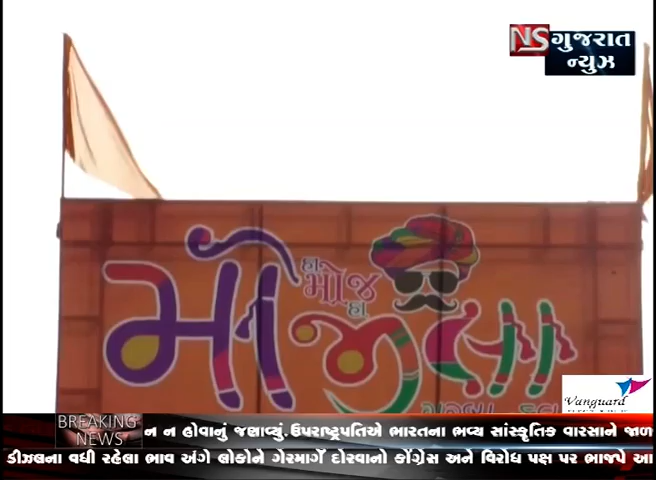 NS ગુજરાત
ન્યુઝ
હા
મોજ
હા
મોજીલા
Vanguard
BREAKING
NEWS
ન ન હોવાનું જણાવ્યું.ઉપરાષ્ટ્રપતિએ ભારતના ભવ્ય સાંસ્કૃતિક વારસાને જાળ
ડીઝલના વધી રહેલા ભાવ અંગે લોકોને ગેરમાર્ગે દોરવાનો કોંગ્રેસ અને વિરોધ પક્ષ પર ભાજપે આ